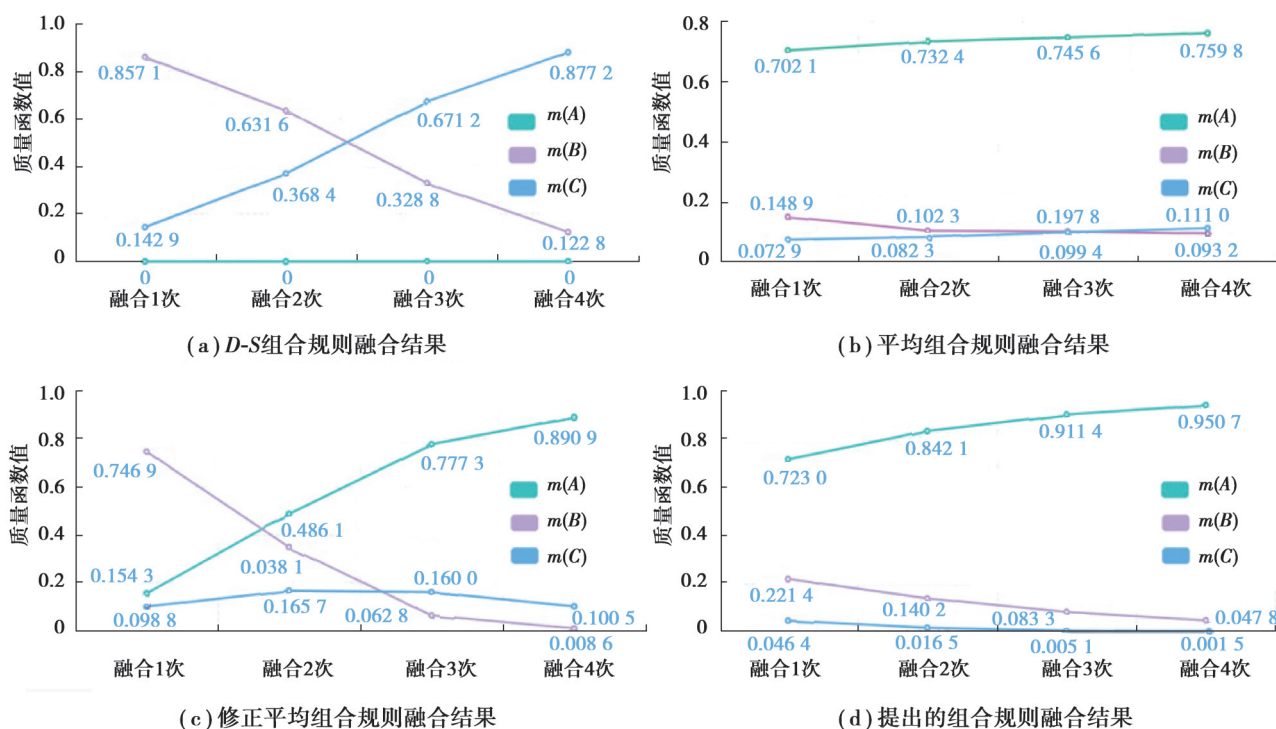 1.0
0.8
0.6
0.4
0.2
0
质量函数值
0.857 1
0.631 6
0.671 2
0.877 2
0.142 9
0.368 4
0.328 8
0.122 8
0
0
0
0
m(A)
m(B)
m(C)
融合1次
融合2次
融合3次
融合4次
(a) D-S组合规则融合结果
0.8
0.6
0.4
0.2
0
质量函数值
0.702 1
0.732 4
0.745 6
0.759 8
m(A)
m(B)
m(C)
0.148 9
0.102 3
0.197 8
0.111 0
0.072 9
0.082 3
0.099 4
0.093 2
融合1次
融合2次
融合3次
融合4次
(b) 平均组合规则融合结果
1.0
0.8
0.6
0.4
0.2
0
质量函数值
0.746 9
0.486 1
0.777 3
0.890 9
m(A)
m(B)
m(C)
0.154 3
0.038 1
0.160 0
0.098 8
0.165 7
0.062 8
0.100 5
0.008 6
融合1次
融合2次
融合3次
融合4次
(c) 修正平均组合规则融合结果
1.0
0.8
0.6
0.4
0.2
0
质量函数值
0.723 0
0.842 1
0.911 4
0.950 7
m(A)
m(B)
m(C)
0.221 4
0.140 2
0.083 3
0.047 8
0.046 4
0.016 5
0.005 1
0.001 5
融合1次
融合2次
融合3次
融合4次
(d) 提出的组合规则融合结果